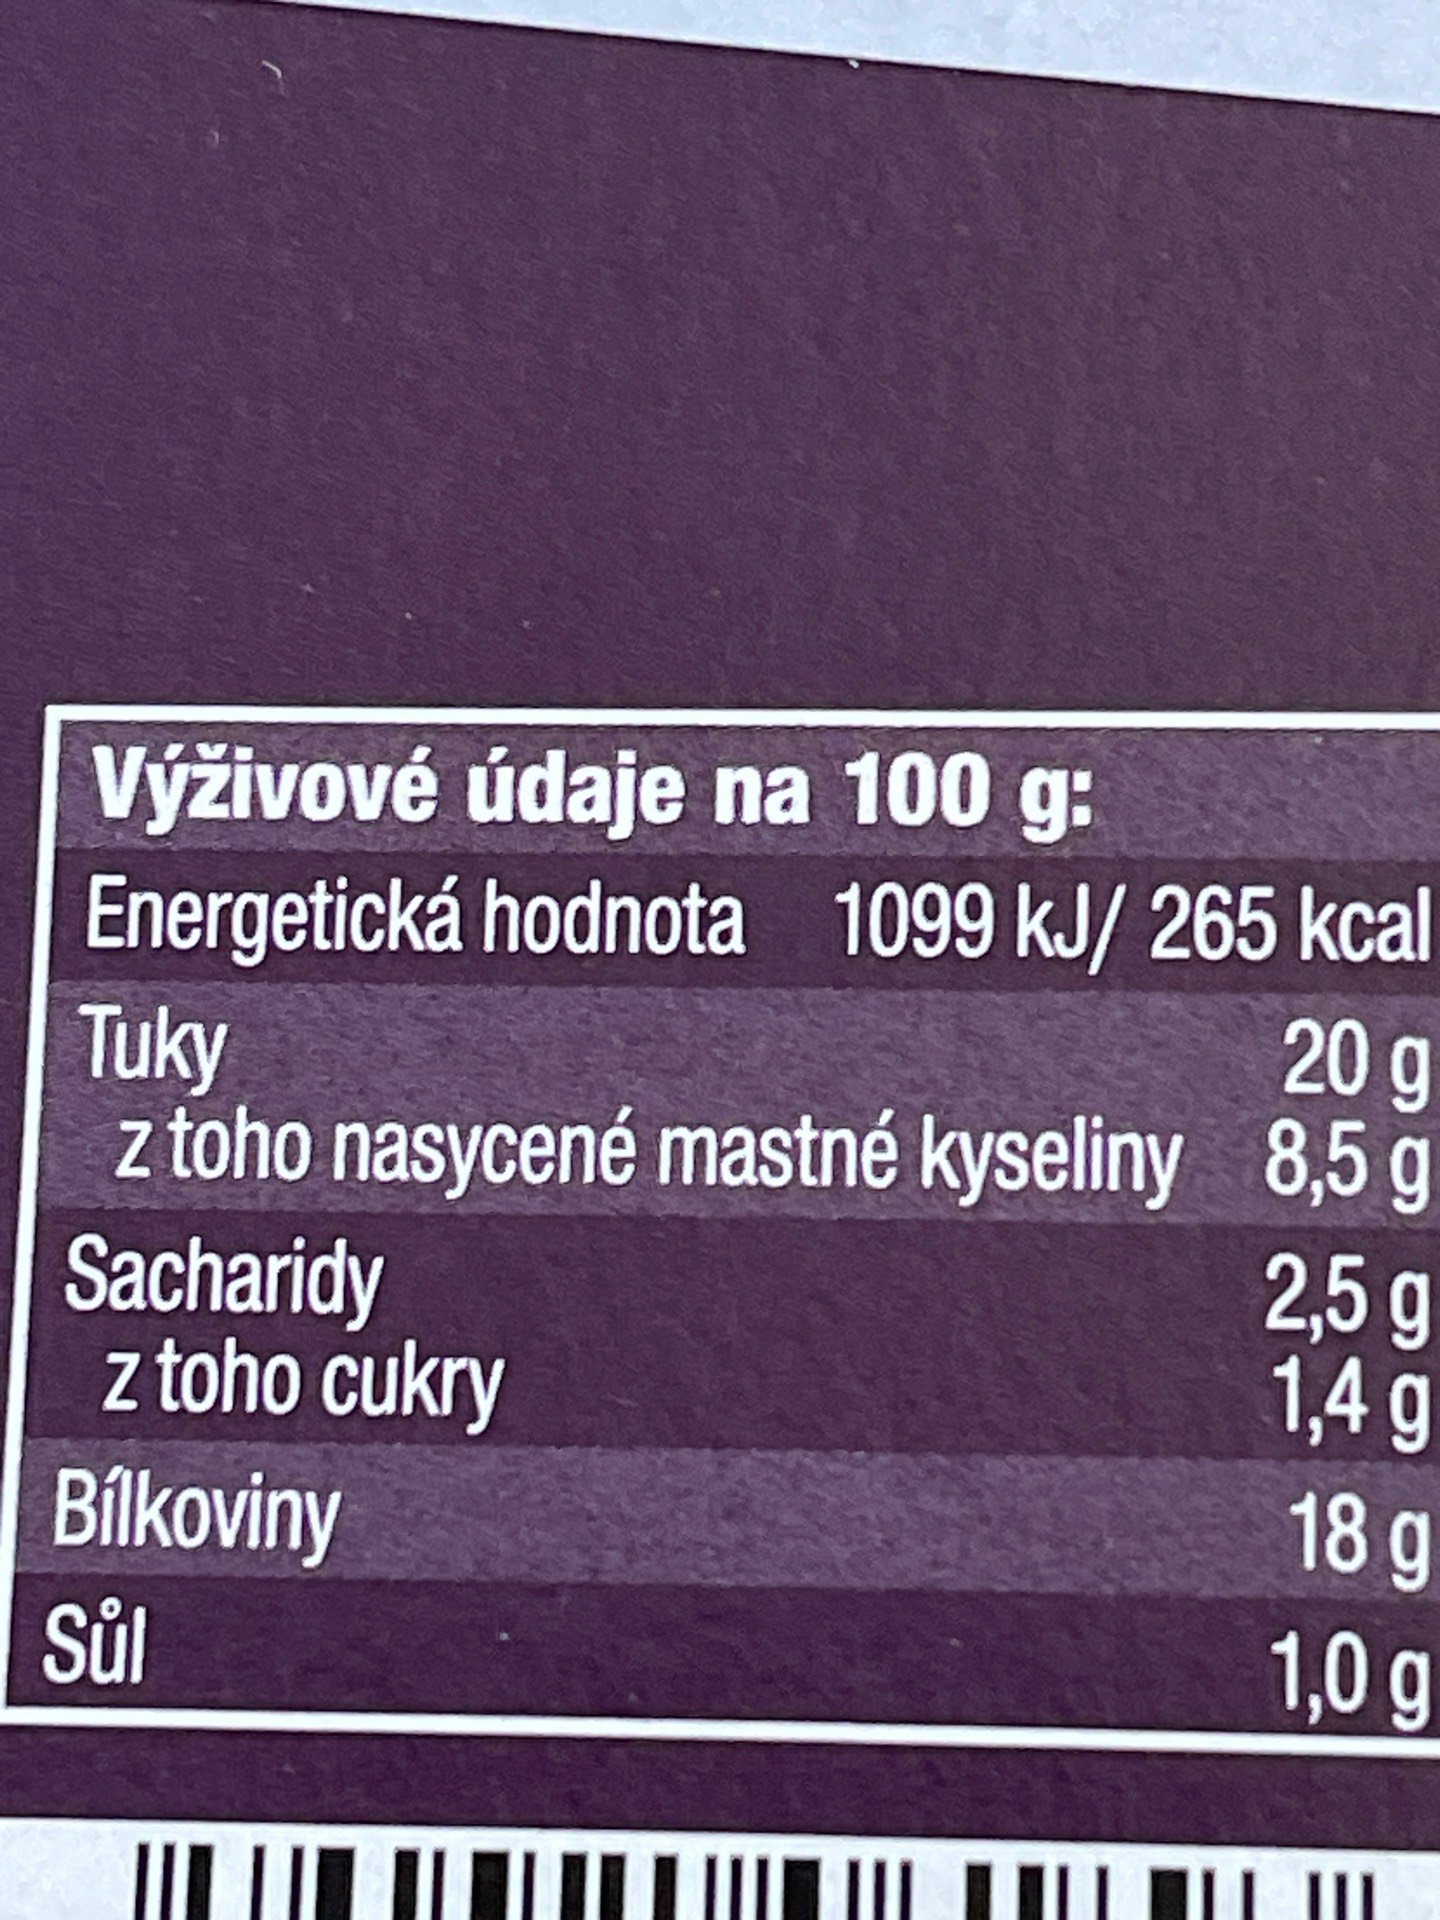 Výživové údaje na 100 g:
Energetická hodnota 1099 kJ/ 265 kcal
Tuky 20 g
z toho nasycené mastné kyseliny 8,5 g
Sacharidy 2,5 g
z toho cukry 1,4 g
Bílkoviny 18 g
Sůl 1,0 g